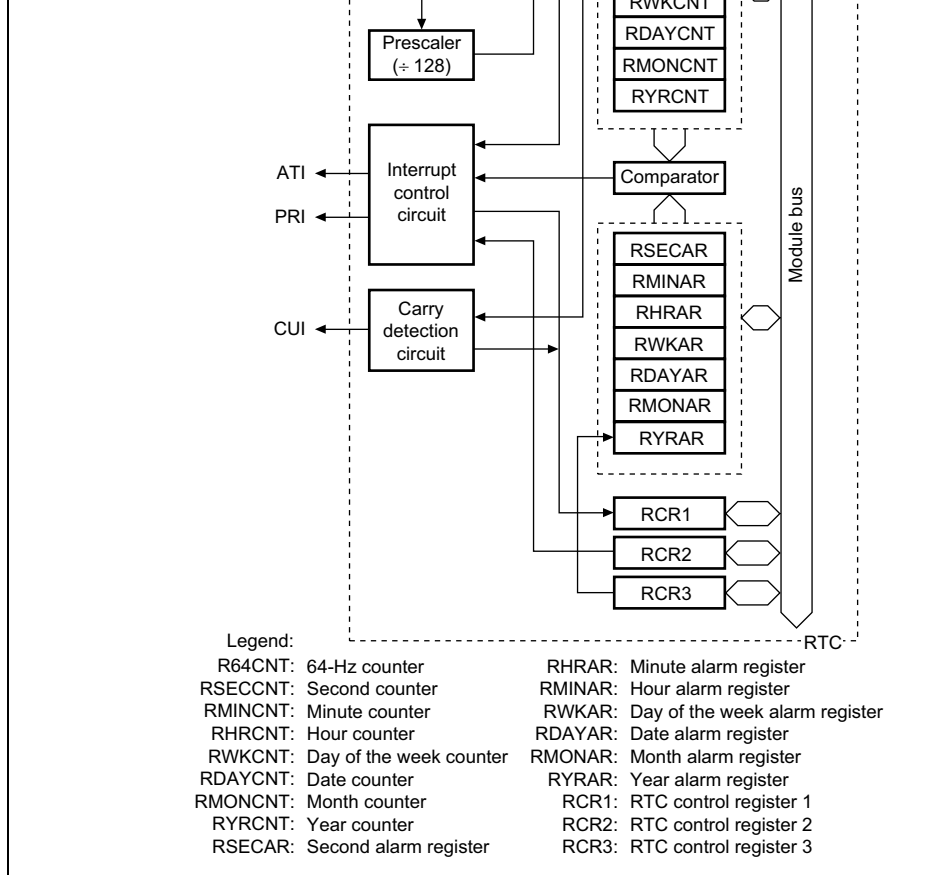 RWKCNT
Prescaler
(÷ 128)
RDAYCNT
RMONCNT
RYRCNT
ATI
PRI
Interrupt
control
circuit
Comparator
Module bus
RSECAR
RMINAR
RHRAR
RWKAR
RDAYAR
RMONAR
RYRAR
CUI
Carry
detection
circuit
RCR1
RCR2
RCR3
RTC
Legend:
R64CNT: 64-Hz counter
RSECCNT: Second counter
RMINCNT: Minute counter
RHRCNT: Hour counter
RWKCNT: Day of the week counter
RDAYCNT: Date counter
RMONCNT: Month counter
RYRCNT: Year counter
RSECAR: Second alarm register
RHRAR: Minute alarm register
RMINAR: Hour alarm register
RWKAR: Day of the week alarm register
RDAYAR: Date alarm register
RMONAR: Month alarm register
RYRAR: Year alarm register
RCR1: RTC control register 1
RCR2: RTC control register 2
RCR3: RTC control register 3